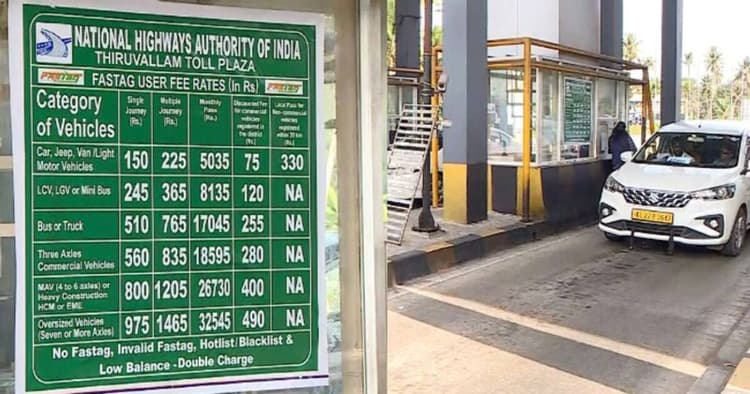 NATIONAL HIGHWAYS AUTHORITY OF INDIA
THIRUVALLAM TOLL PLAZA
FASTAG FASTAG USER FEE RATES (in Rs) FASTAG
Category of Vehicles Single Journey (Rs.) Multiple Journey (Rs.) Monthly Pass (Rs.) Discounted Fee for commercial vehicles registered in the district (Rs.) Local Pass for Non-commercial vehicles registered within 20 km (Rs.)
Car, Jeep, Van /Light Motor Vehicles 150 225 5035 75 330
LCV, LGV or Mini Bus 245 365 8135 120 NA
Bus or Truck 510 765 17045 255 NA
Three Axles Commercial Vehicles 560 835 18595 280 NA
MAV (4 to 6 axles) or Heavy Construction HCM or EME 800 1205 26730 400 NA
Oversized Vehicles (Seven or More Axles) 975 1465 32545 490 NA
No Fastag, Invalid Fastag, Hotlist/Blacklist &
Low Balance -Double Charge